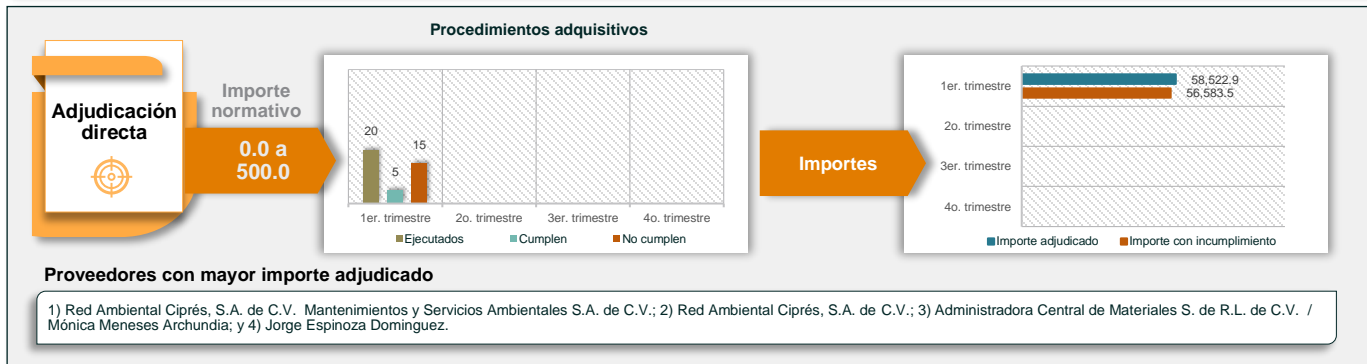 Procedimientos adquisitivos
Adjudicación
directa
Importe
normativo
0.0 a
500.0
20
5
15
1er. trimestre
2o. trimestre
3er. trimestre
4o. trimestre
Ejecutados
Cumplen
No cumplen
Importes
1er. trimestre
58,522.9
56,583.5
2o. trimestre
3er. trimestre
4o. trimestre
Importe adjudicado
Importe con incumplimiento
Proveedores con mayor importe adjudicado
1) Red Ambiental Ciprés, S.A. de C.V. Mantenimientos y Servicios Ambientales S.A. de C.V.; 2) Red Ambiental Ciprés, S.A. de C.V.; 3) Administradora Central de Materiales S. de R.L. de C.V. /
Mónica Meneses Archundia; y 4) Jorge Espinoza Dominguez.